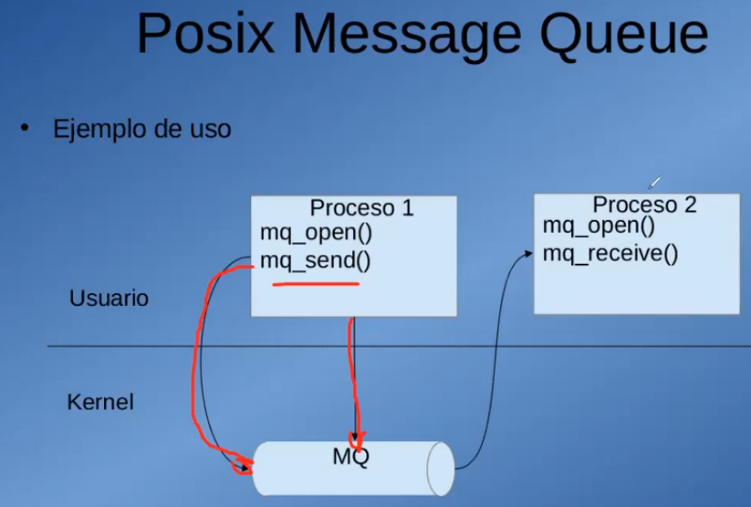 Posix Message Queue
• Ejemplo de uso
Proceso 1
mq_open()
mq_send()
Proceso 2
mq_open()
mq_receive()
Usuario
Kernel
MQ